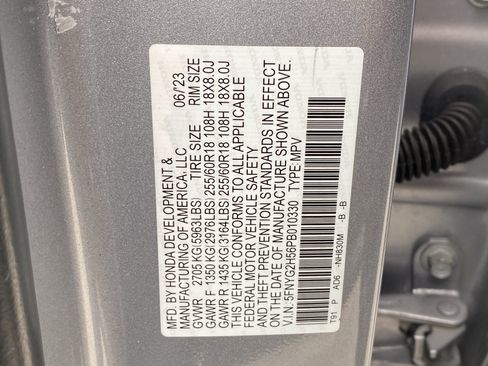 MFD. BY HONDA DEVELOPMENT &
MANUFACTURING OF AMERICA, LLC 06/23
GVWR 2705 KG(5963LBS) TIRE SIZE RIM SIZE
GAWR F 1350 KG(2976LBS) 255/60R18 108H 18X8.0J
GAWR R 1435 KG(3164LBS) 255/60R18 108H 18X8.0J
THIS VEHICLE CONFORMS TO ALL APPLICABLE
FEDERAL MOTOR VEHICLE SAFETY
PREVENTION STANDARDS IN EFFECT
ON THE DATE OF MANUFACTURE SHOWN ABOVE.
V.I.N.: 5FNYG2H56PB010330 TYPE:MPV
T91 P AD6 -NH830M -B -B